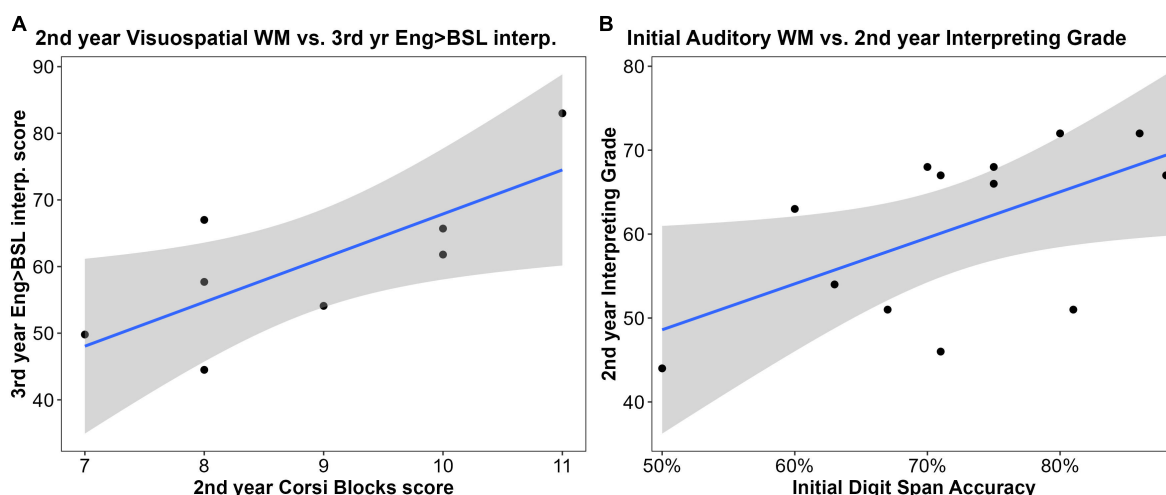 A
2nd year Visuospatial WM vs. 3rd yr Eng>BSL interp.
3rd year Eng>BSL interp. score
90
80
70
60
50
40
7 8 9 10 11
2nd year Corsi Blocks score
B
Initial Auditory WM vs. 2nd year Interpreting Grade
2nd year Interpreting Grade
80
70
60
50
40
50% 60% 70% 80%
Initial Digit Span Accuracy